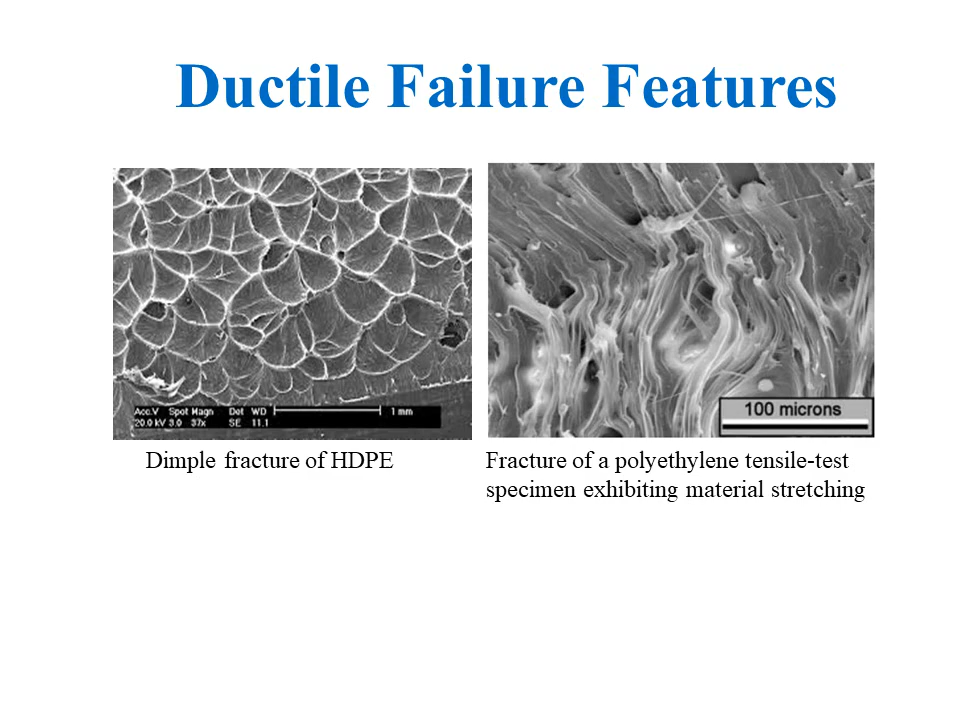 Ductile Failure Features
Acc.V Spot Magn Det WD 1 mm
20.0 kV 3.0 37x SE 11.1
100 microns
Dimple fracture of HDPE
Fracture of a polyethylene tensile-test
specimen exhibiting material stretching